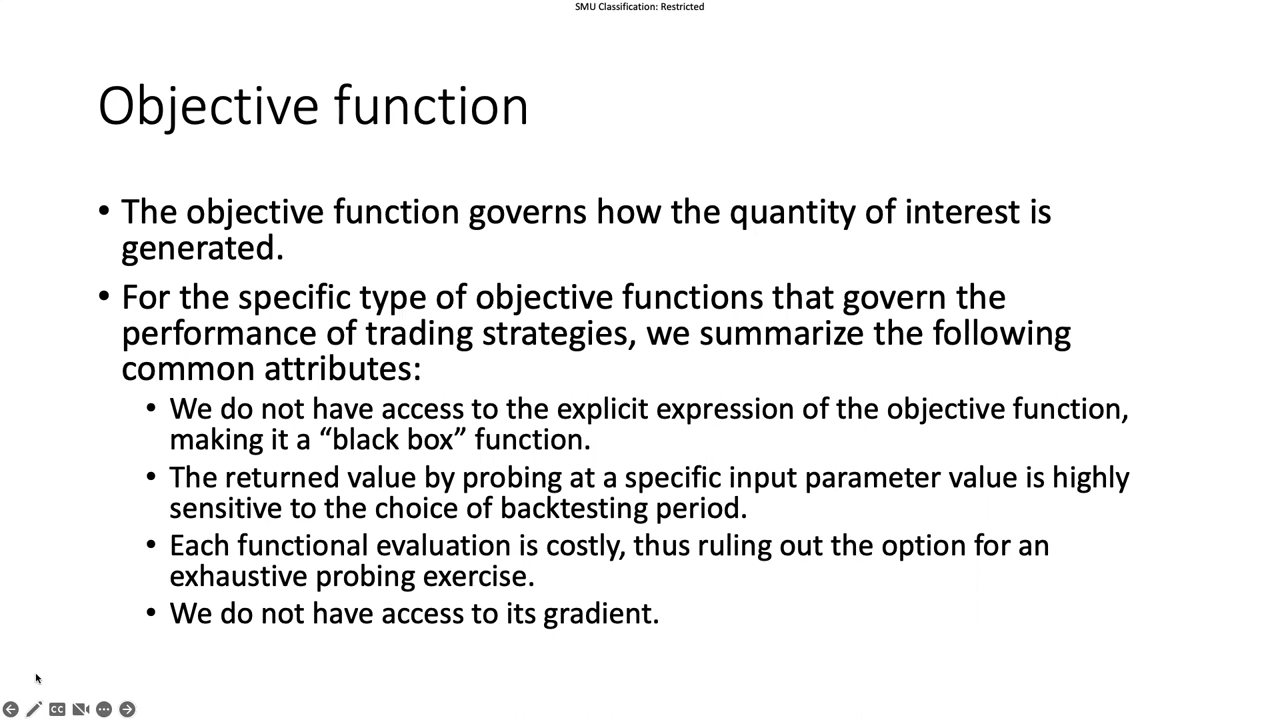 SMU Classification: Restricted
Objective function
• The objective function governs how the quantity of interest is
generated.
• For the specific type of objective functions that govern the
performance of trading strategies, we summarize the following
common attributes:
• We do not have access to the explicit expression of the objective function,
making it a “black box” function.
• The returned value by probing at a specific input parameter value is highly
sensitive to the choice of backtesting period.
• Each functional evaluation is costly, thus ruling out the option for an
exhaustive probing exercise.
• We do not have access to its gradient.
CC